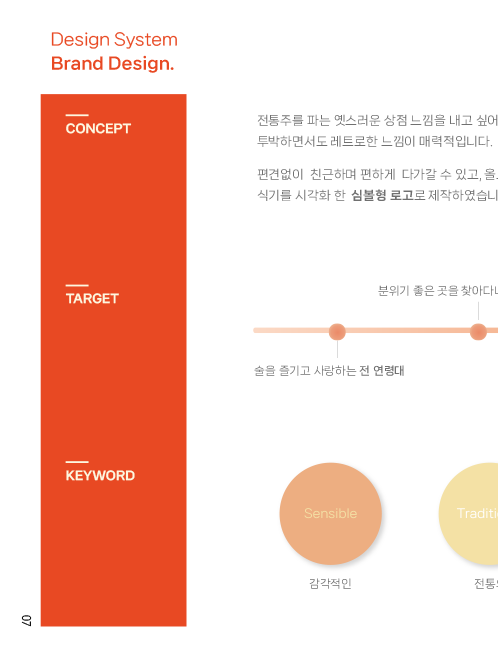 Design System
Brand Design.
CONCEPT
전통주를 파는 옛스러운 상점 느낌을 내고 싶어
투박하면서도 레트로한 느낌이 매력적입니다.
편견없이 친근하며 편하게 다가갈 수 있고,
식기를 시각화 한 심볼형 로고로 제작하였습니
TARGET
분위기 좋은 곳을 찾아다니
술을 즐기고 사랑하는 전 연령대
KEYWORD
Sensible
Traditi
감각적인
전통
07